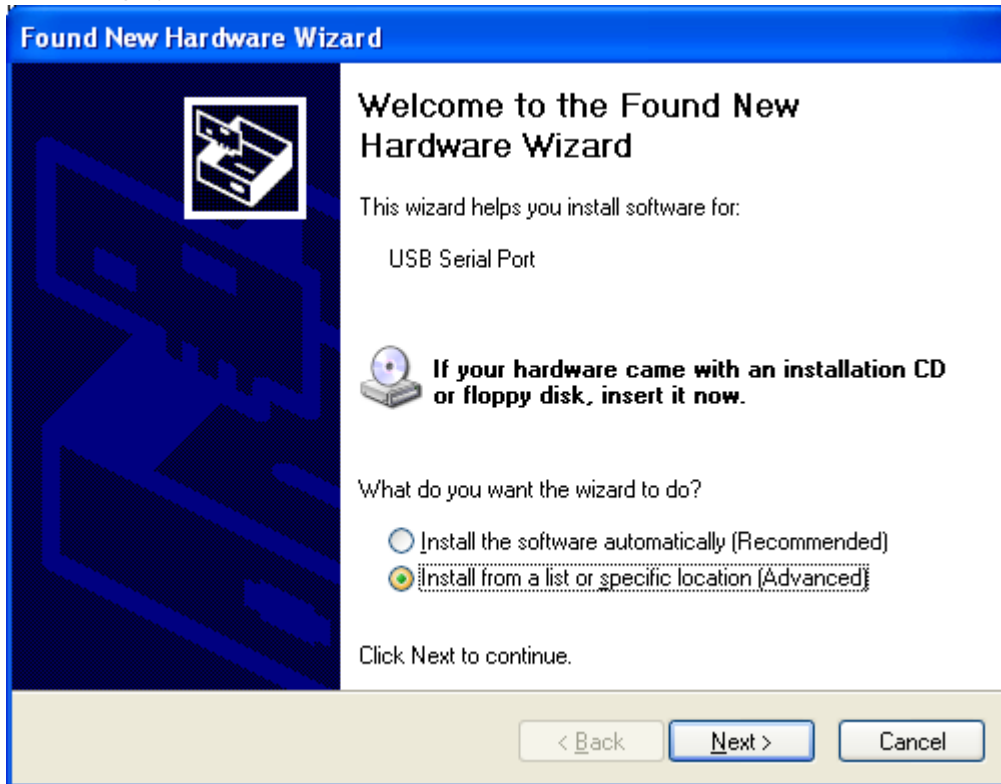 Found New Hardware Wizard
Welcome to the Found New
Hardware Wizard
This wizard helps you install software for:
USB Serial Port
If your hardware came with an installation CD
or floppy disk, insert it now.
What do you want the wizard to do?
Install the software automatically (Recommended)
Install from a list or specific location (Advanced)
Click Next to continue.
< Back
Next >
Cancel